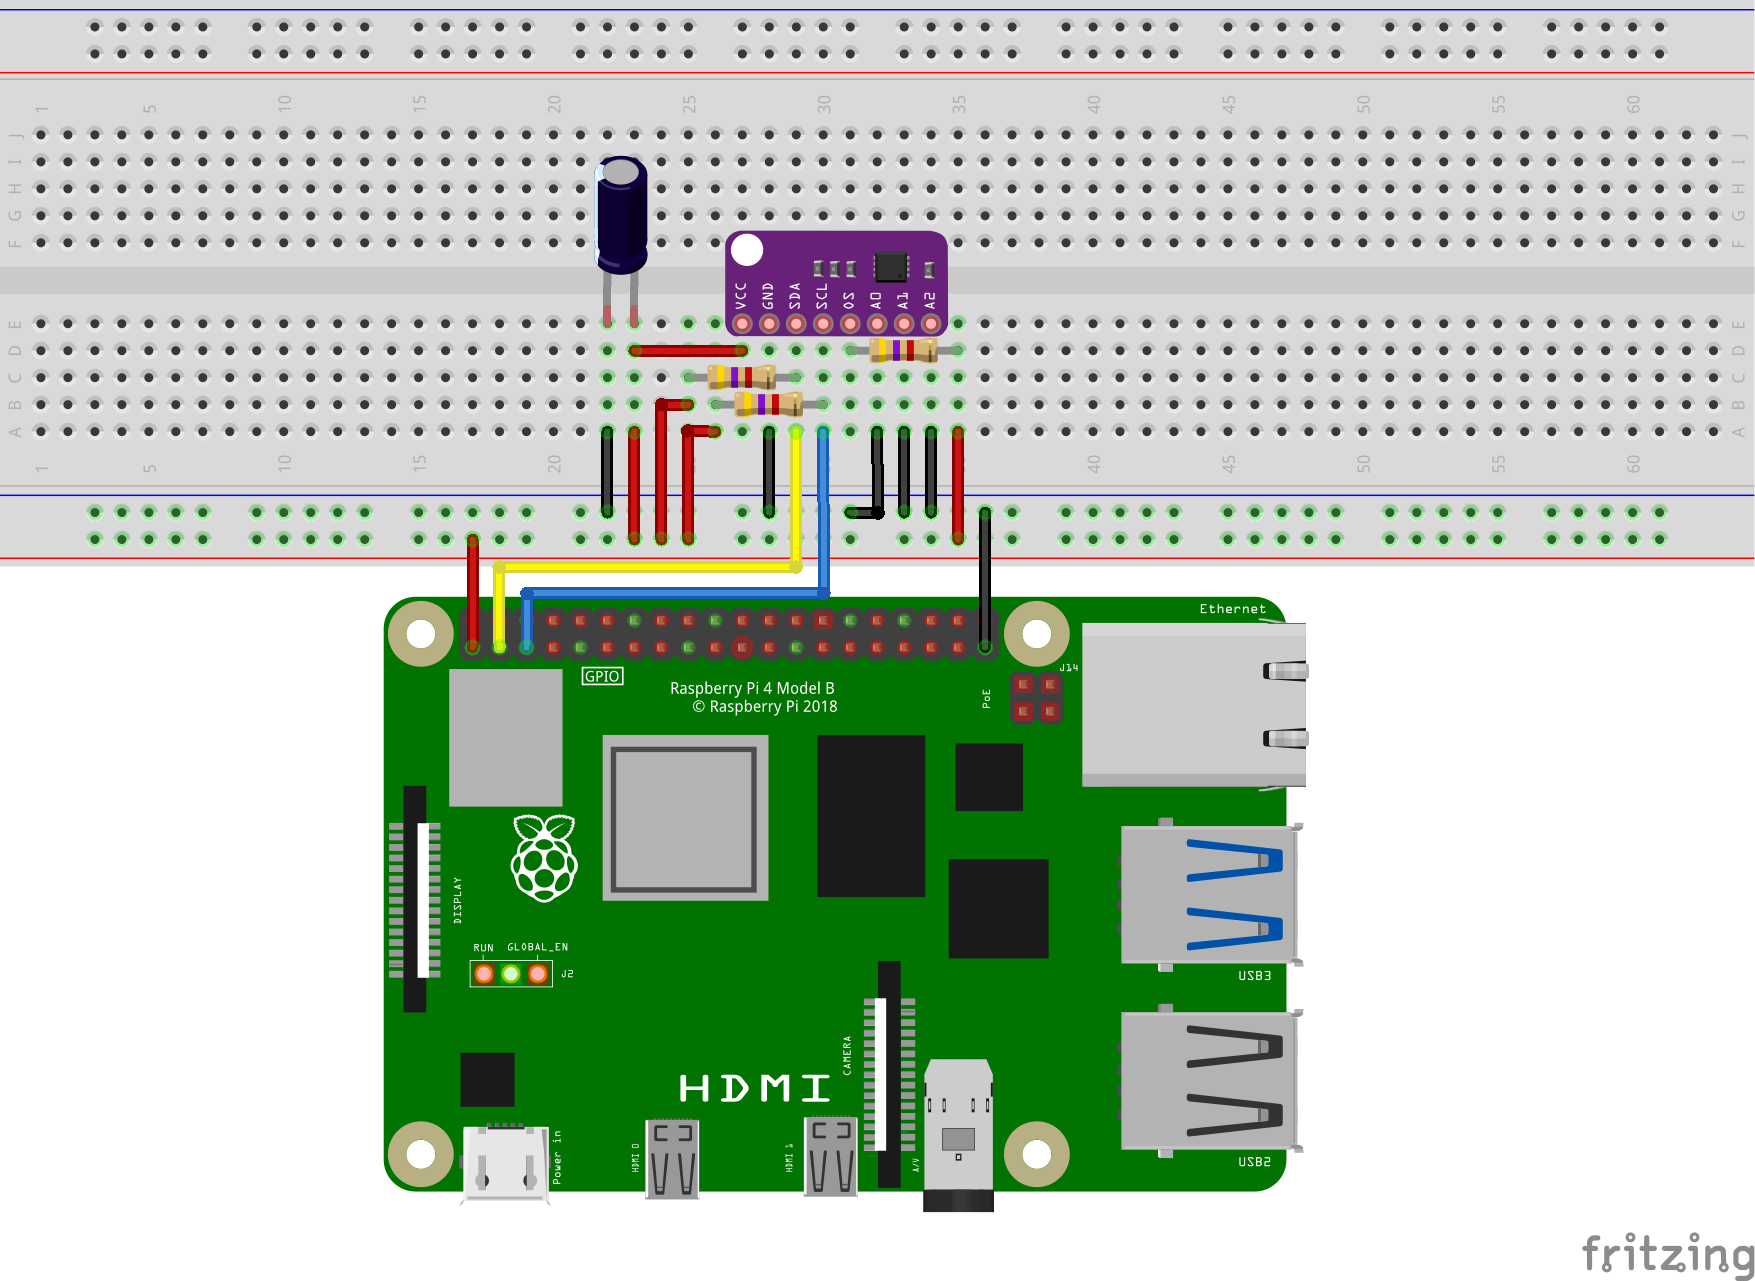 1 5 10 15 20 25 30 35 40 45 50 55 60
J J
I I
H H
G G
F F
VCC GND SDA SCL OS A0 A1 A2
E E
D D
C C
B B
A A
1 5 10 15 20 40 45 50 55 60
Ethernet
J14
GPIO
PoE
Raspberry Pi 4 Model B
© Raspberry Pi 2018
DISPLAY
RUN GLOBAL_EN
J2
USB3
CAMERA
HDMI
Power in
HDMI 0
HDMI 1
A/V
USB2
fritzing